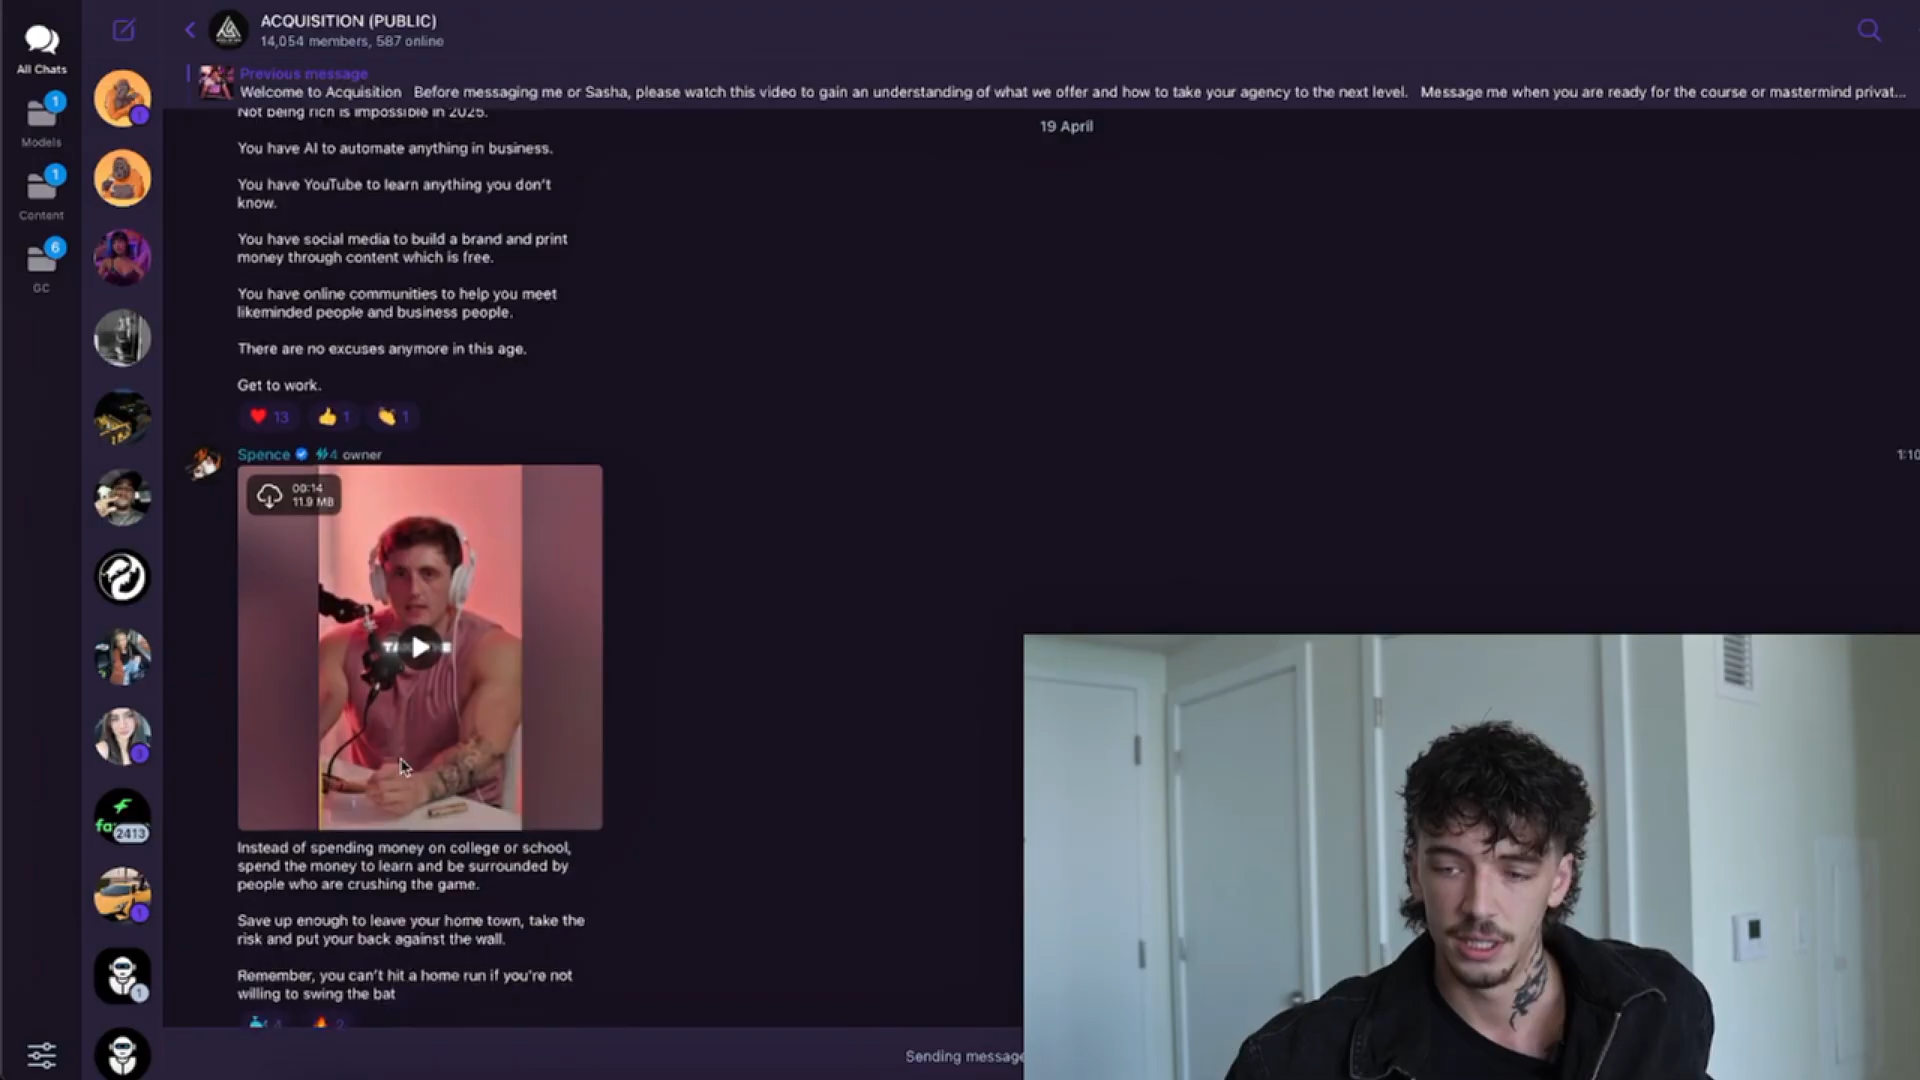 All Chats
1
Models
1
Content
6
GC
2413
1
ACQUISITION (PUBLIC)
14,054 members, 587 online
Previous message
Welcome to Acquisition Before messaging me or Sasha, please watch this video to gain an understanding of what we offer and how to take your agency to the next level. Message me when you are ready for the course or mastermind privat...
19 April
Not being rich is impossible in 2025.
You have AI to automate anything in business.
You have YouTube to learn anything you don't
know.
You have social media to build a brand and print
money through content which is free.
You have online communities to help you meet
likeminded people and business people.
There are no excuses anymore in this age.
Get to work.
13 1 1
Spence 4 owner
1:10
00:14
11.9 MB
Instead of spending money on college or school,
spend the money to learn and be surrounded by
people who are crushing the game.
Save up enough to leave your home town, take the
risk and put your back against the wall.
Remember, you can't hit a home run if you're not
willing to swing the bat
4 2
Sending message